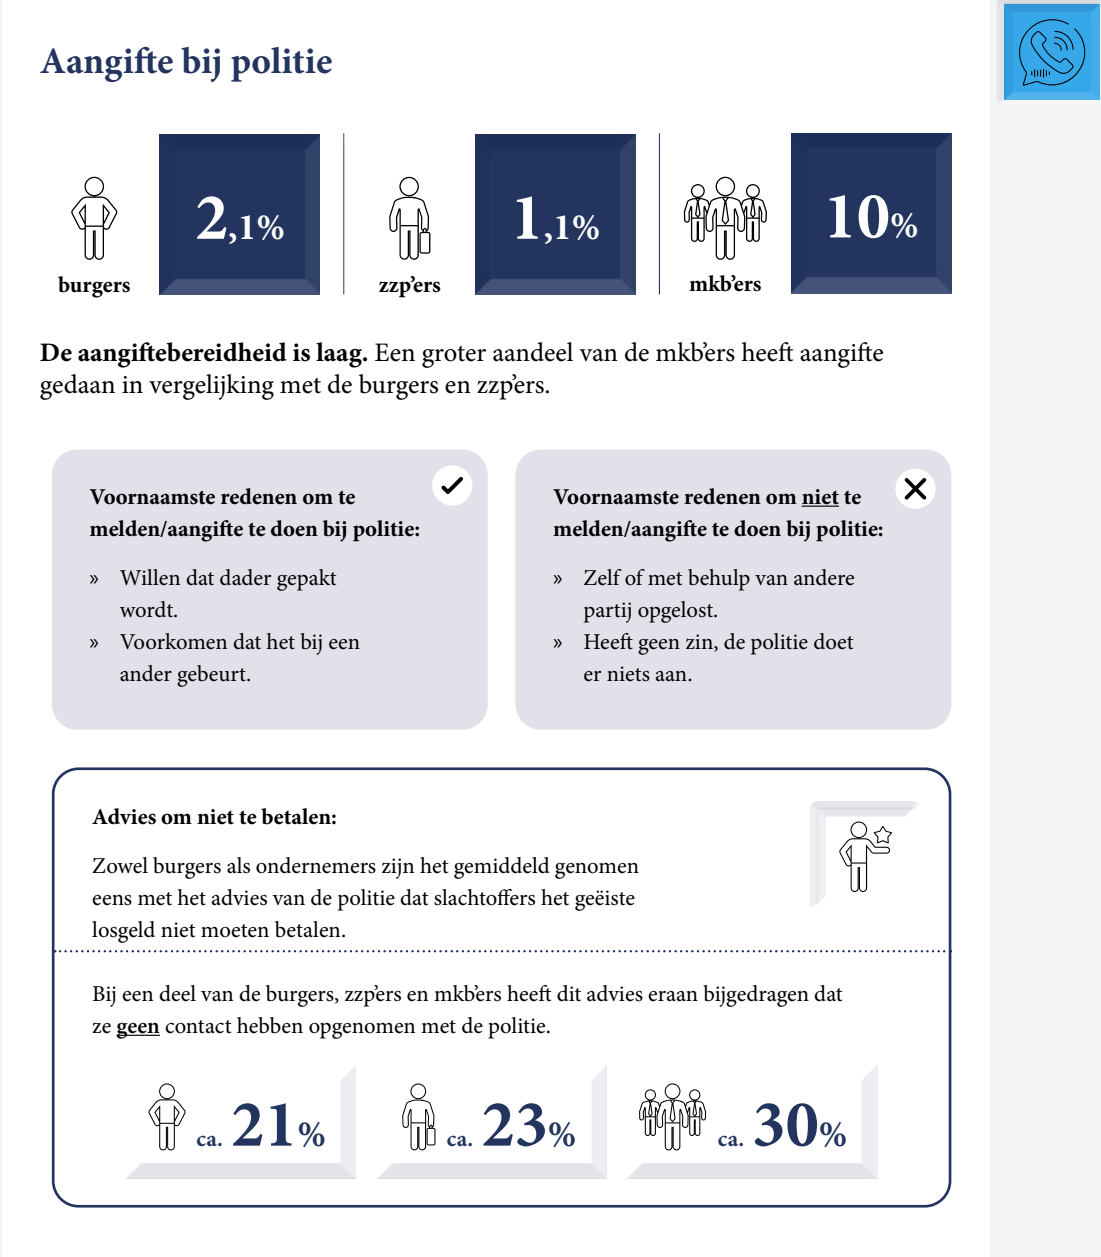 Aangifte bij politie
burgers
2,1%
zzp’ers
1,1%
mkb’ers
10%
De aangiftebereidheid is laag. Een groter aandeel van de mkb’ers heeft aangifte
gedaan in vergelijking met de burgers en zzp’ers.
Voornaamste redenen om te
melden/aangifte te doen bij politie:
» Willen dat dader gepakt
wordt.
» Voorkomen dat het bij een
ander gebeurt.
Voornaamste redenen om niet te
melden/aangifte te doen bij politie:
» Zelf of met behulp van andere
partij opgelost.
» Heeft geen zin, de politie doet
er niets aan.
Advies om niet te betalen:
Zowel burgers als ondernemers zijn het gemiddeld genomen
eens met het advies van de politie dat slachtoffers het geëiste
losgeld niet moeten betalen.
Bij een deel van de burgers, zzp’ers en mkb’ers heeft dit advies eraan bijgedragen dat
ze geen contact hebben opgenomen met de politie.
ca. 21%
ca. 23%
ca. 30%